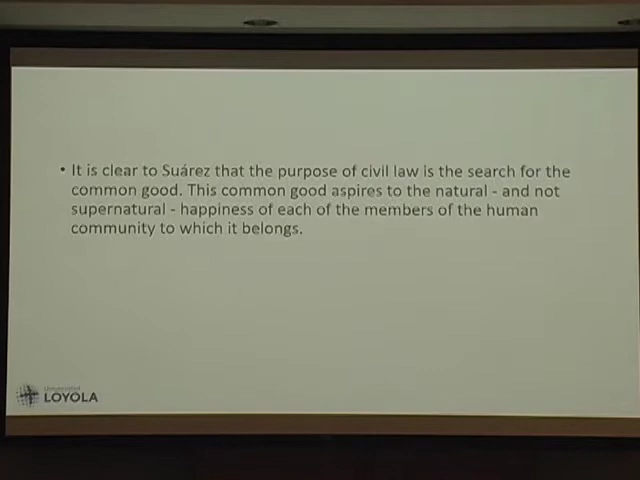 • It is clear to Suárez that the purpose of civil law is the search for the
common good. This common good aspires to the natural - and not
supernatural - happiness of each of the members of the human
community to which it belongs.
Universidad
LOYOLA